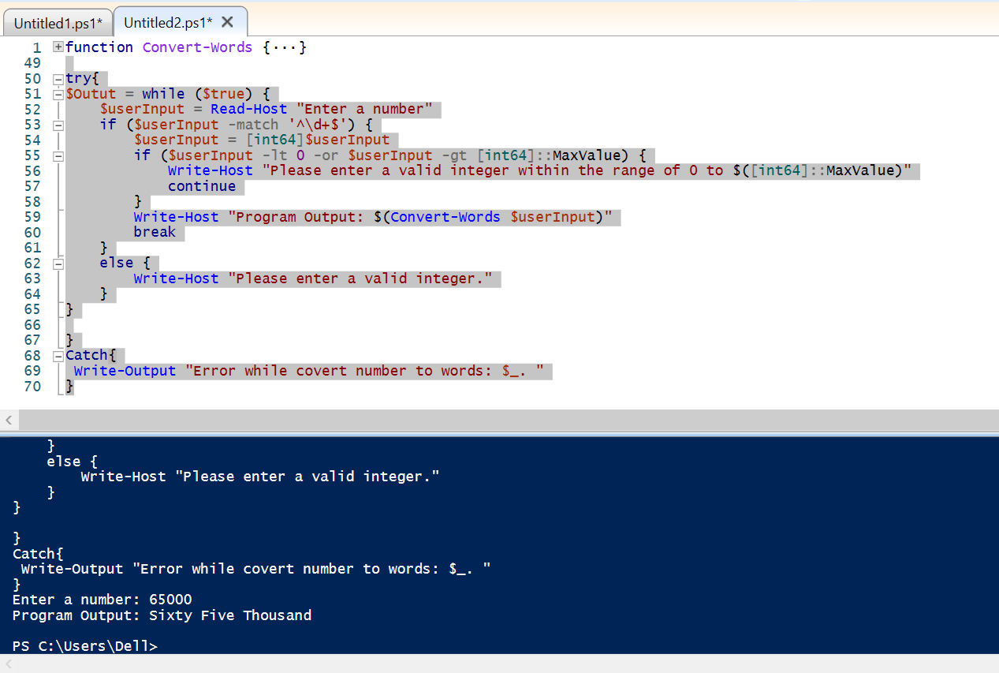 Untitled1.ps1* Untitled2.ps1* X
1 function Convert-Words {...}
49
50 try{
51 $Outut = while ($true) {
52 $userInput = Read-Host "Enter a number"
53 if ($userInput -match '^\d+$') {
54 $userInput = [int64]$userInput
55 if ($userInput -lt 0 -or $userInput -gt [int64]::MaxValue) {
56 Write-Host "Please enter a valid integer within the range of 0 to $([int64]::MaxValue)"
57 continue
58 }
59 Write-Host "Program Output: $(Convert-Words $userInput)"
60 break
61 }
62 else {
63 Write-Host "Please enter a valid integer."
64 }
65 }
66
67 }
68 Catch{
69 Write-Output "Error while covert number to words: $_. "
70 }
}
else {
Write-Host "Please enter a valid integer."
}
}
}
Catch{
Write-Output "Error while covert number to words: $_. "
}
Enter a number: 65000
Program Output: Sixty Five Thousand
PS C:\Users\Dell>